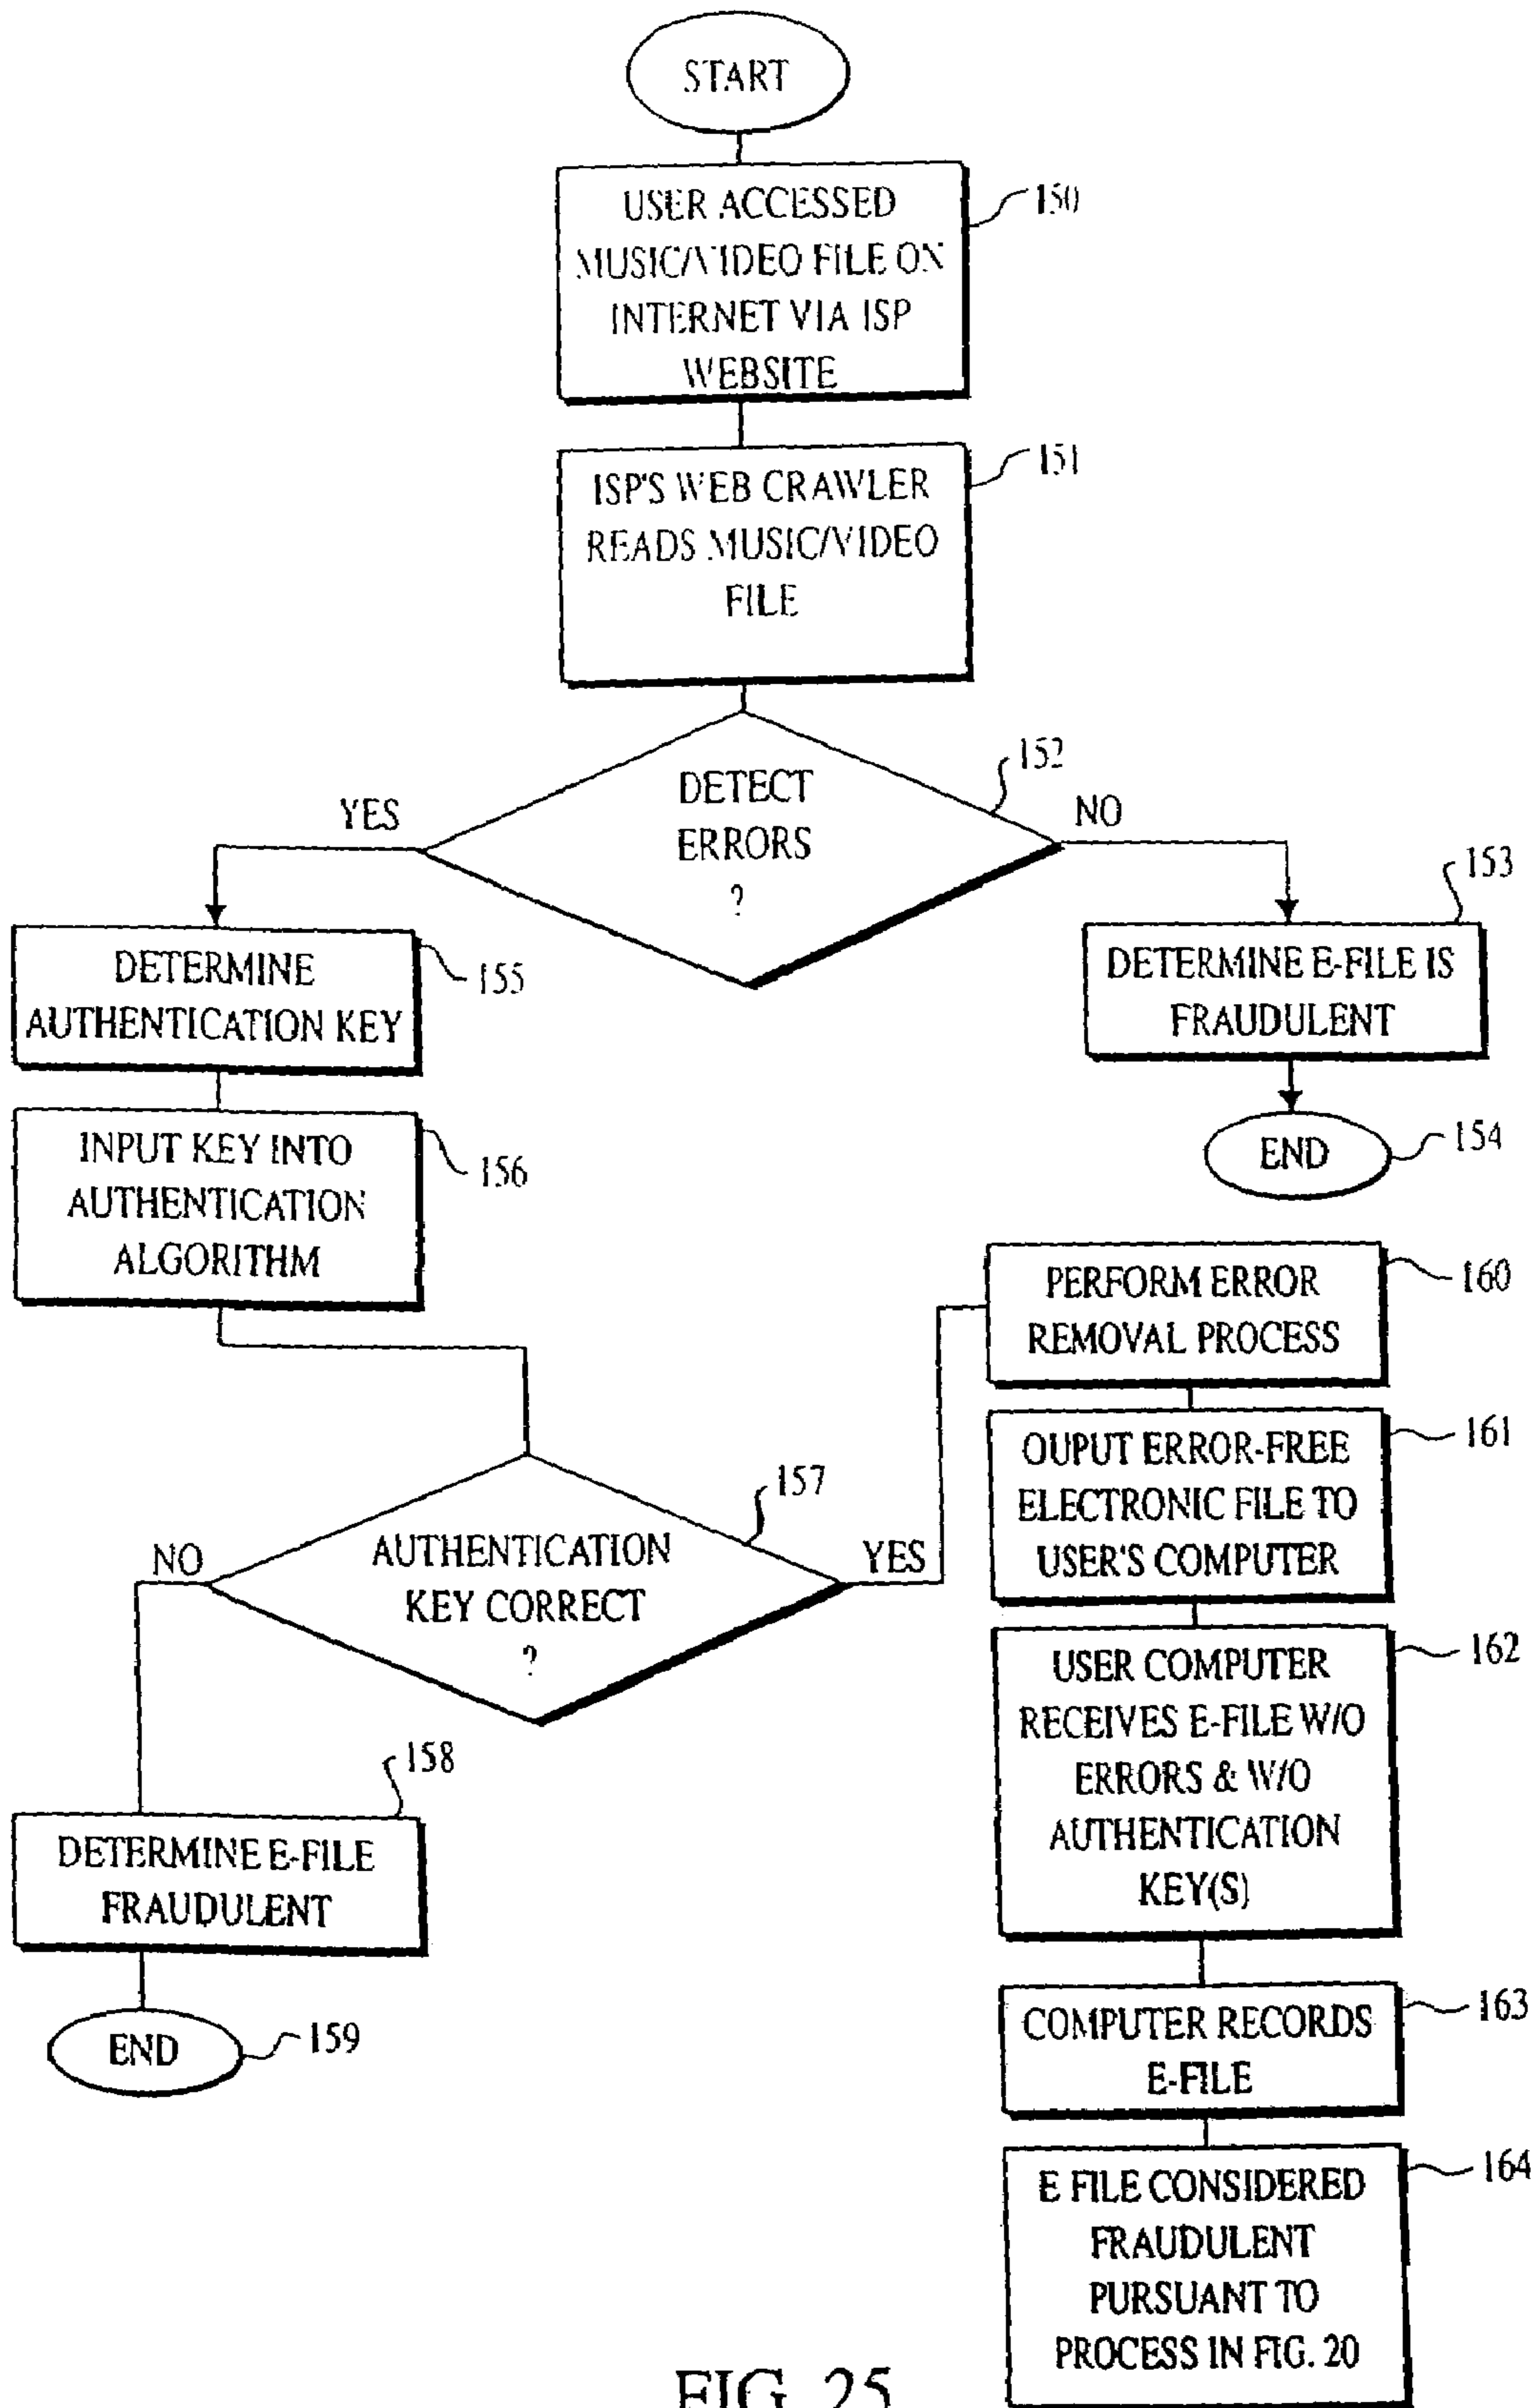 START
USER ACCESSED
MUSIC/VIDEO FILE ON
INTERNET VIA ISP
WEBSITE
150
ISP'S WEB CRAWLER
READS MUSIC/VIDEO
FILE
151
DETECT
ERRORS
?
152
YES
NO
153
DETERMINE E-FILE IS
FRAUDULENT
END
154
DETERMINE
AUTHENTICATION KEY
155
INPUT KEY INTO
AUTHENTICATION
ALGORITHM
156
AUTHENTICATION
KEY CORRECT
?
157
NO
YES
158
DETERMINE E-FILE
FRAUDULENT
END
159
PERFORM ERROR
REMOVAL PROCESS
160
OUPUT ERROR-FREE
ELECTRONIC FILE TO
USER'S COMPUTER
161
USER COMPUTER
RECEIVES E-FILE W/O
ERRORS & W/O
AUTHENTICATION
KEY(S)
162
COMPUTER RECORDS
E-FILE
163
E FILE CONSIDERED
FRAUDULENT
PURSUANT TO
PROCESS IN FIG. 20
164
FIG. 25